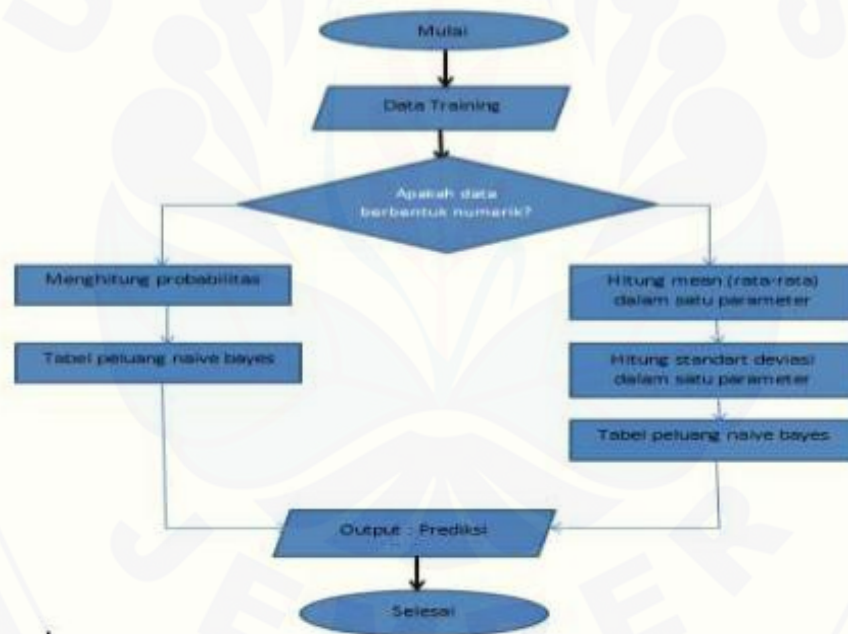 Mulai
Data Training
Apakah data
berbentuk numerik?
Menghitung probabilitas
Tabel peluang naive bayes
Hitung mean (rata-rata)
dalam satu parameter
Hitung standart deviasi
dalam satu parameter
Tabel peluang naive bayes
Output : Prediksi
Selesai